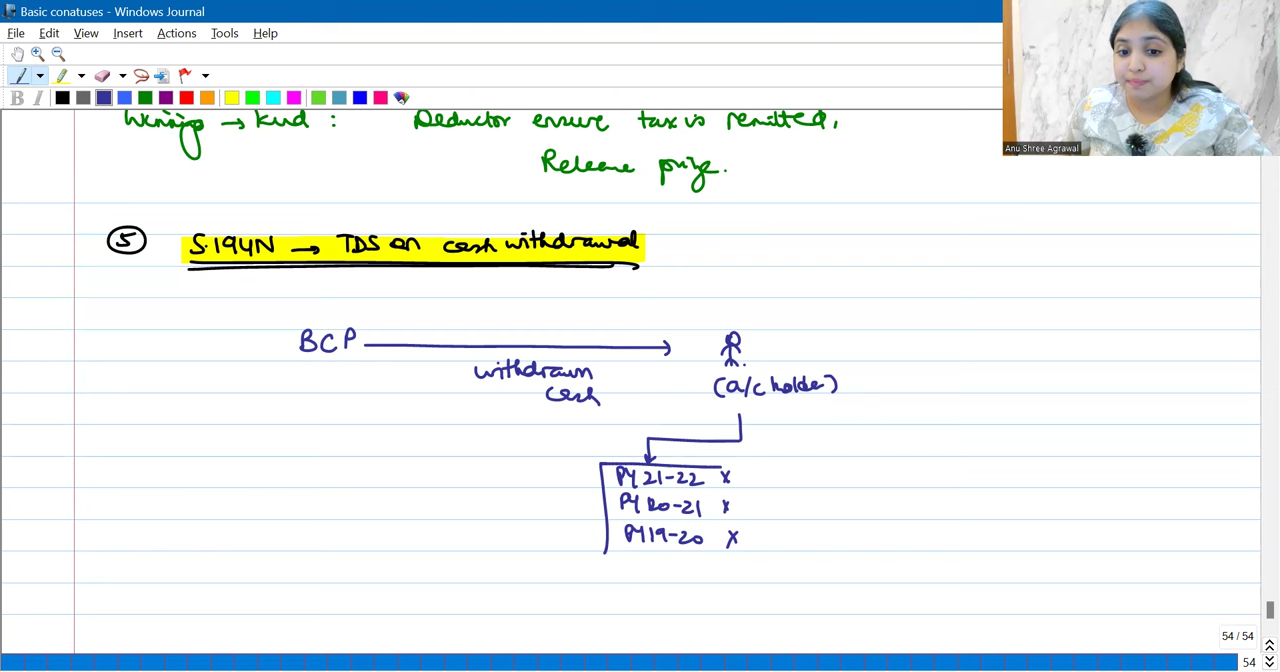 Basic conatuses - Windows Journal
File Edit View Insert Actions Tools Help
B I
Anu Shree Agrawal
Winning → kind : Deductor ensure tax is remitted,
Release prize.
⑤ S.194N → TDS on cash withdrawal
BCP
withdrawn
cash
(a/c holder)
PY 21-22 x
PY 20-21 x
PY 19-20 x
54 / 54
54